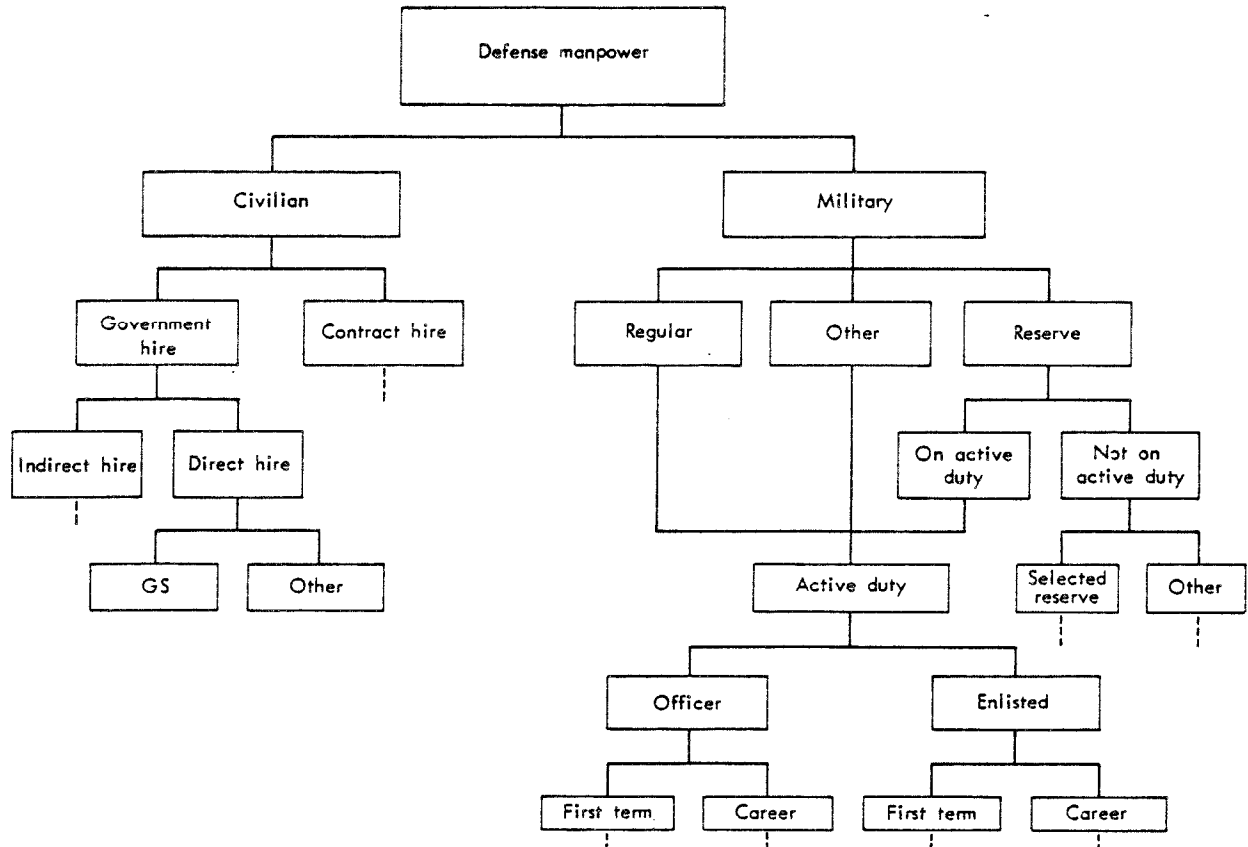 Defense manpower
Civilian
Military
Government
hire
Contract hire
Regular
Other
Reserve
Indirect hire
Direct hire
On active
duty
Not on
active duty
GS
Other
Active duty
Selected
reserve
Other
Officer
Enlisted
First term
Career
First term
Career